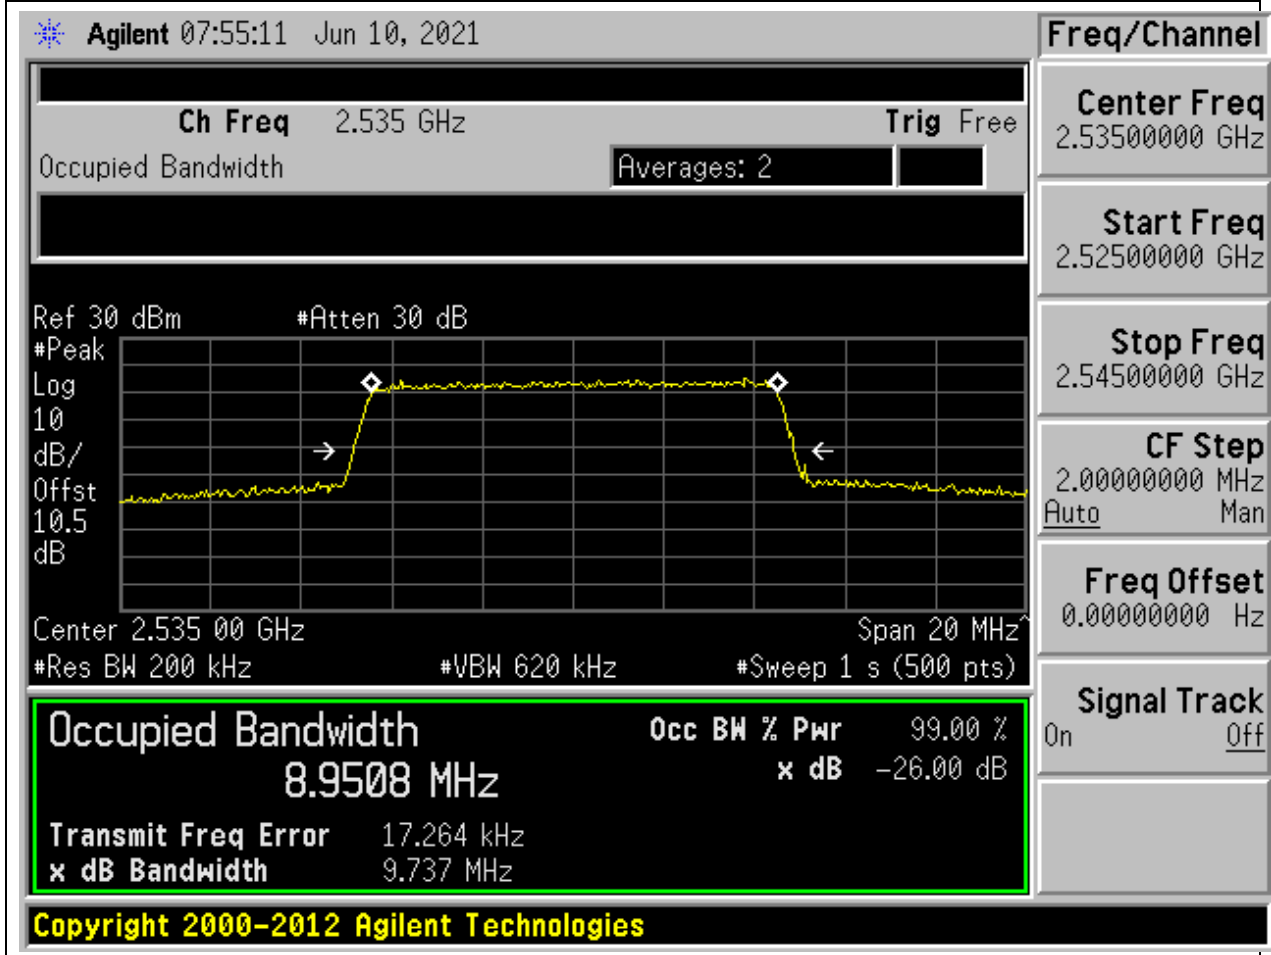 Agilent 07:55:11 Jun 10, 2021
Freq/Channel
Ch Freq 2.535 GHz Trig Free
Occupied Bandwidth Averages: 2
Ref 30 dBm #Atten 30 dB
#Peak
Log
10
dB/
Offst
10.5
dB
Center 2.535 00 GHz Span 20 MHz^
#Res BW 200 kHz #VBW 620 kHz #Sweep 1 s (500 pts)
Occupied Bandwidth Occ BW % Pwr 99.00 %
8.9508 MHz x dB -26.00 dB
Transmit Freq Error 17.264 kHz
x dB Bandwidth 9.737 MHz
Center Freq
2.53500000 GHz
Start Freq
2.52500000 GHz
Stop Freq
2.54500000 GHz
CF Step
2.00000000 MHz
Auto Man
Freq Offset
0.00000000 Hz
Signal Track
On Off
Copyright 2000-2012 Agilent Technologies